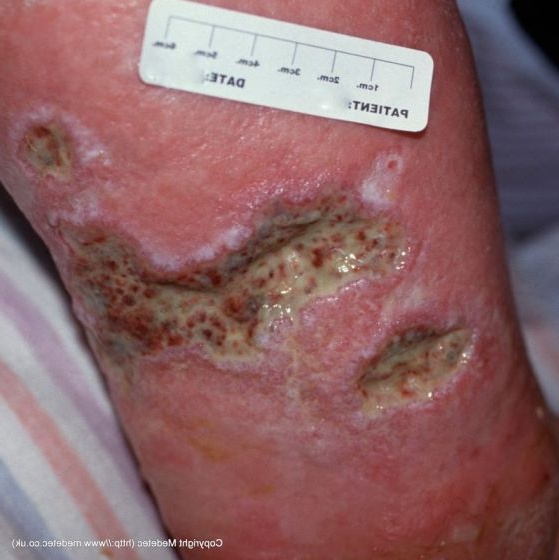 6cm. 5cm. 4cm. 3cm. 2cm. 1cm.
PATIENT: DATE:
Copyright Medetec (http://www.medetec.co.uk)